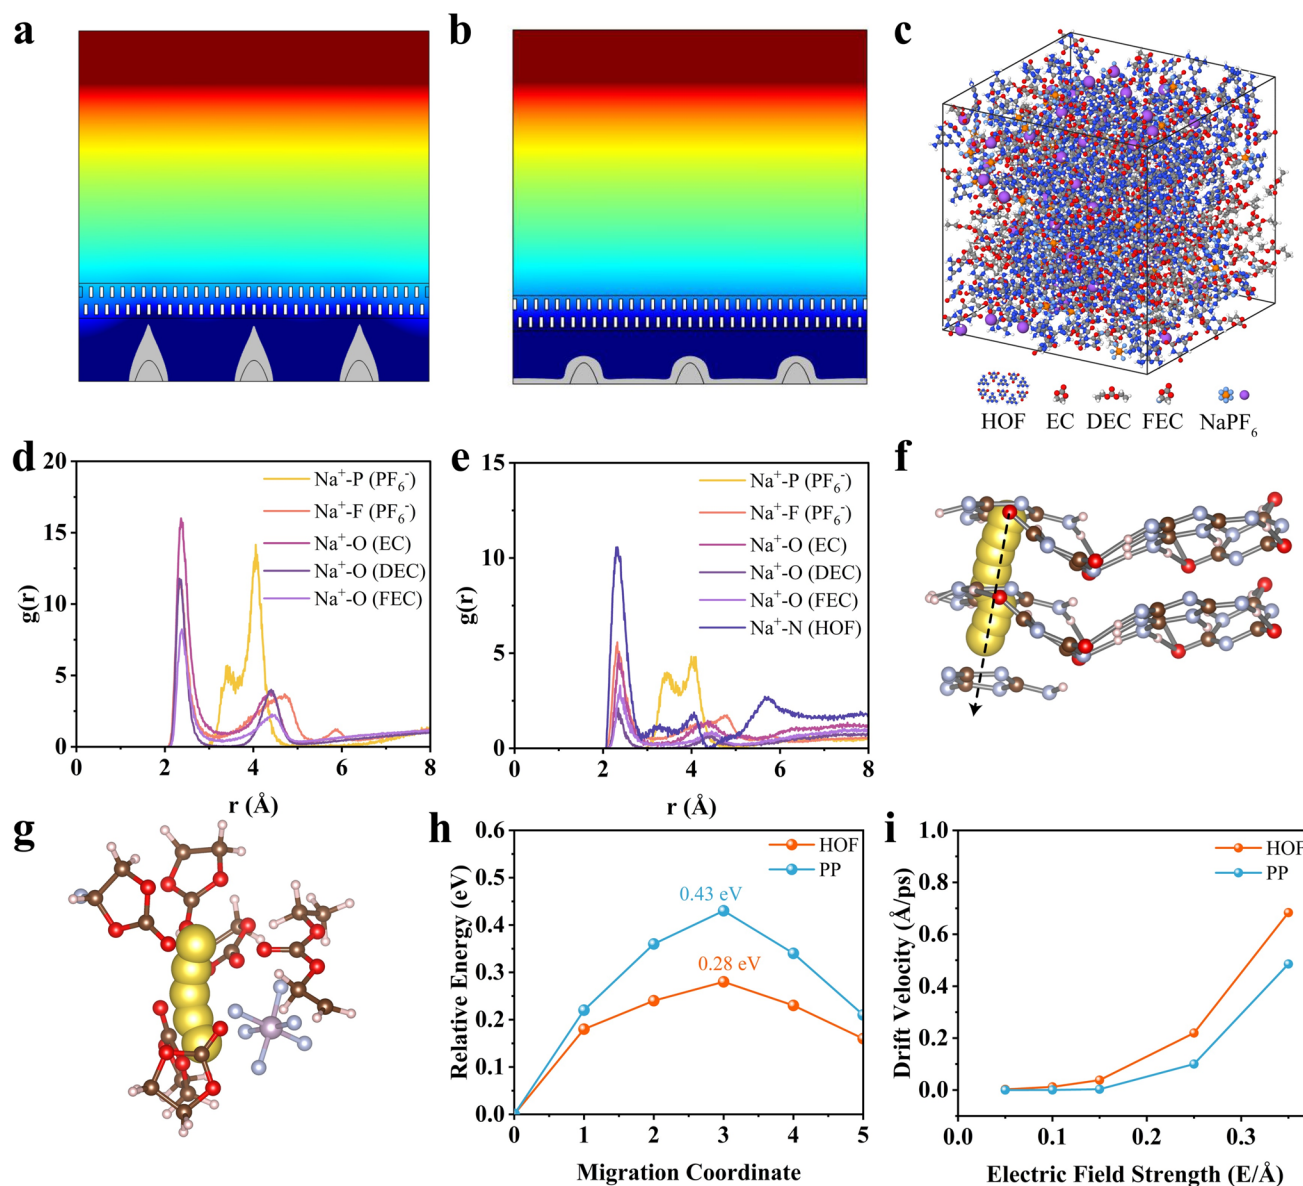 a
b
c
HOF EC DEC FEC NaPF₆
d
20
15
10
5
0
g(r)
0 2 4 6 8
r (Å)
Na⁺-P (PF₆⁻)
Na⁺-F (PF₆⁻)
Na⁺-O (EC)
Na⁺-O (DEC)
Na⁺-O (FEC)
e
15
10
5
0
g(r)
0 2 4 6 8
r (Å)
Na⁺-P (PF₆⁻)
Na⁺-F (PF₆⁻)
Na⁺-O (EC)
Na⁺-O (DEC)
Na⁺-O (FEC)
Na⁺-N (HOF)
f
g
h
0.6
0.5
0.4
0.3
0.2
0.1
0.0
Relative Energy (eV)
HOF
PP
0.43 eV
0.28 eV
0 1 2 3 4 5
Migration Coordinate
i
1.0
0.8
0.6
0.4
0.2
0.0
Drift Velocity (Å/ps)
HOF
PP
0.0 0.1 0.2 0.3
Electric Field Strength (E/Å)